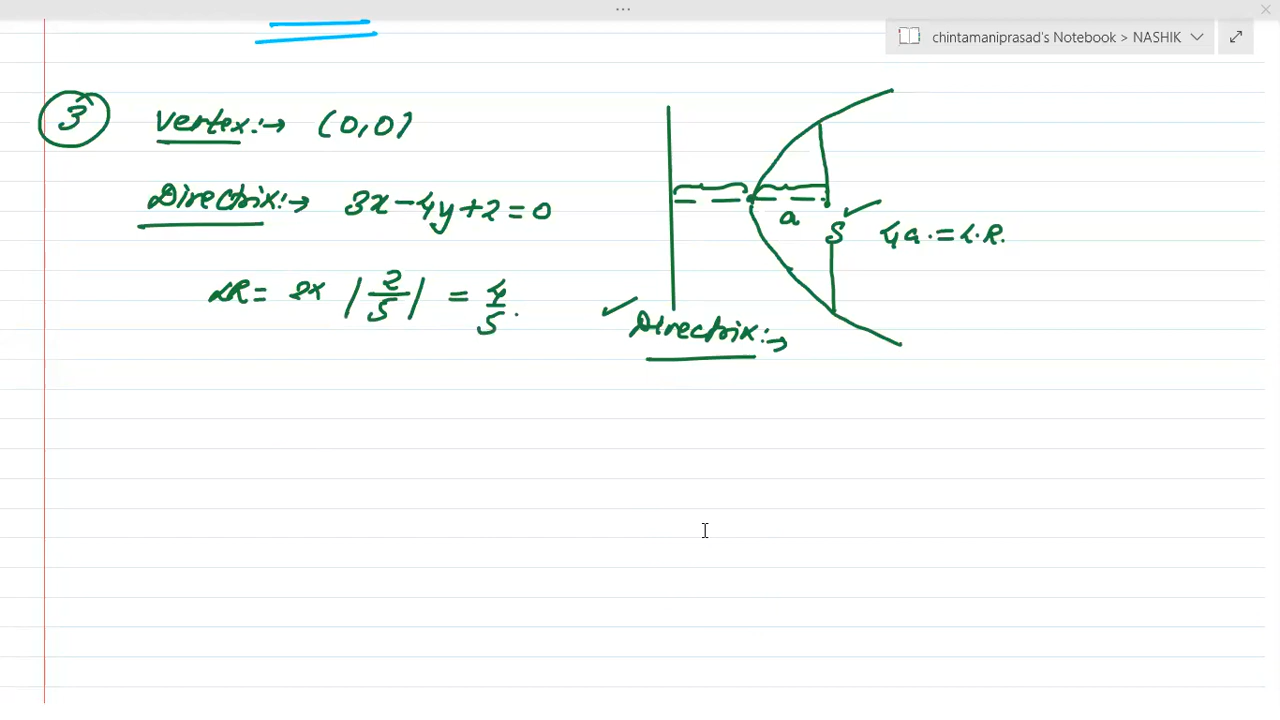 chintamaniprasad's Notebook > NASHIK
3
Vertex:→ (0,0)
Directrix:→ 3x-4y+2=0
LR= 2x |2/5| = 4/5.
a
S
4a.=L.R.
Directrix:→